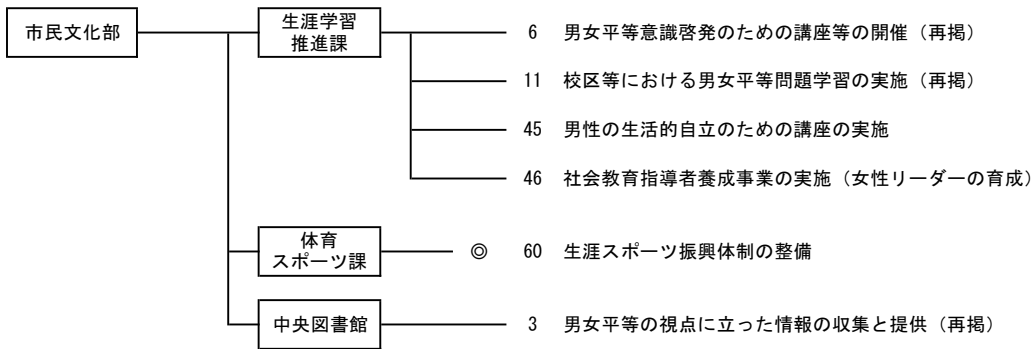 市民文化部
生涯学習
推進課
6 男女平等意識啓発のための講座等の開催（再掲）
11 校区等における男女平等問題学習の実施（再掲）
45 男性の生活的自立のための講座の実施
46 社会教育指導者養成事業の実施（女性リーダーの育成）
体育
スポーツ課
◎ 60 生涯スポーツ振興体制の整備
中央図書館
3 男女平等の視点に立った情報の収集と提供（再掲）